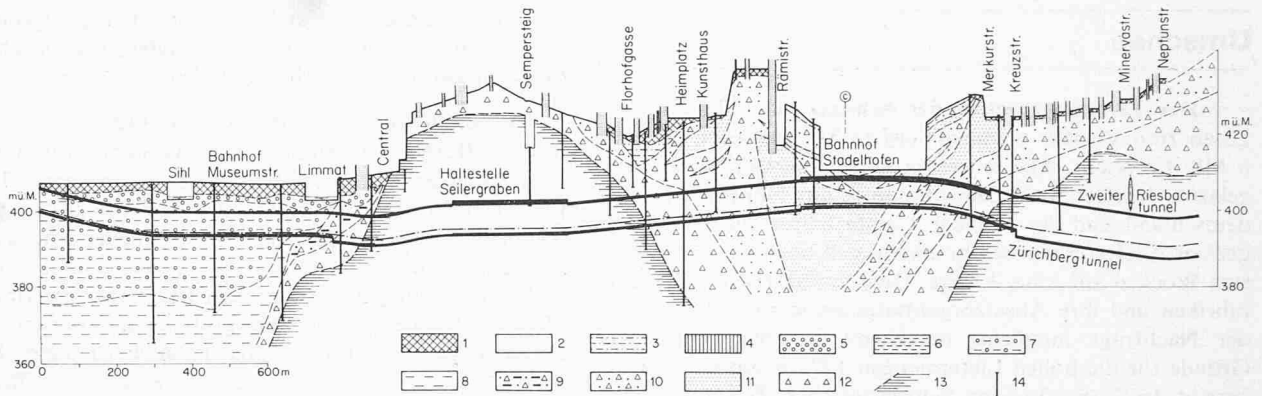 Sempersteig
Florhofgasse
Heimplatz
Kunsthaus
Rämistr.
Merkurstr.
Kreuzstr.
Minervastr.
Neptunstr
©
Central
Bahnhof
Museumstr.
Sihl
Limmat
Haltestelle
Seilergraben
Bahnhof
Stadelhofen
mü.M.
420
mü.M.
400
Zweiter
Riesbach-
tunnel
400
Zürichbergtunnel
380
380
360
0
200
400
600 m
1
2
3
4
5
6
7
8
9
10
11
12
13
14